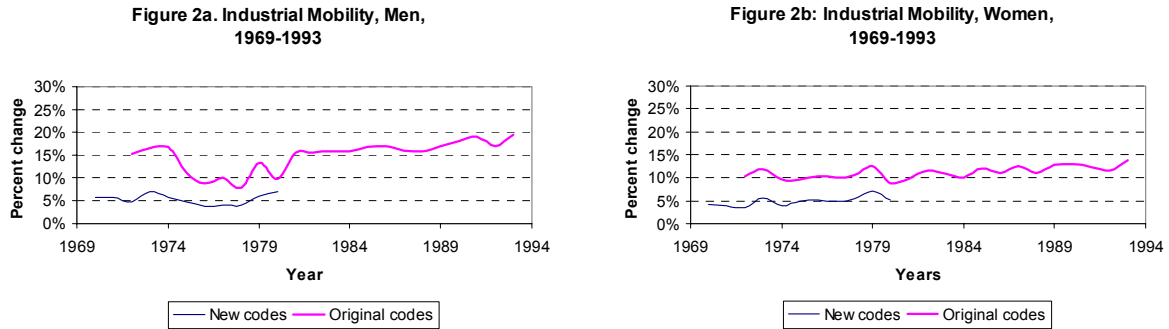 Figure 2a. Industrial Mobility, Men,
1969-1993
Percent change
30%
25%
20%
15%
10%
5%
0%
1969 1974 1979 1984 1989 1994
Year
New codes Original codes
Figure 2b: Industrial Mobility, Women,
1969-1993
Percent change
30%
25%
20%
15%
10%
5%
0%
1969 1974 1979 1984 1989 1994
Years
New codes Original codes